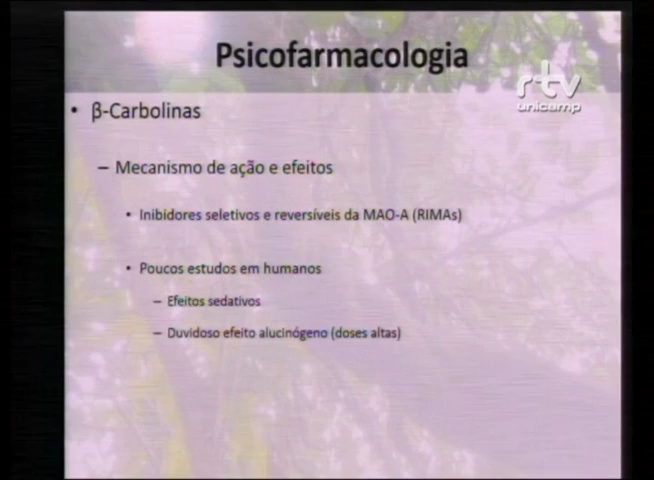 Psicofarmacologia
rtv
unicamp
• β-Carbolinas
– Mecanismo de ação e efeitos
• Inibidores seletivos e reversíveis da MAO-A (RIMAs)
• Poucos estudos em humanos
– Efeitos sedativos
– Duvidoso efeito alucinógeno (doses altas)